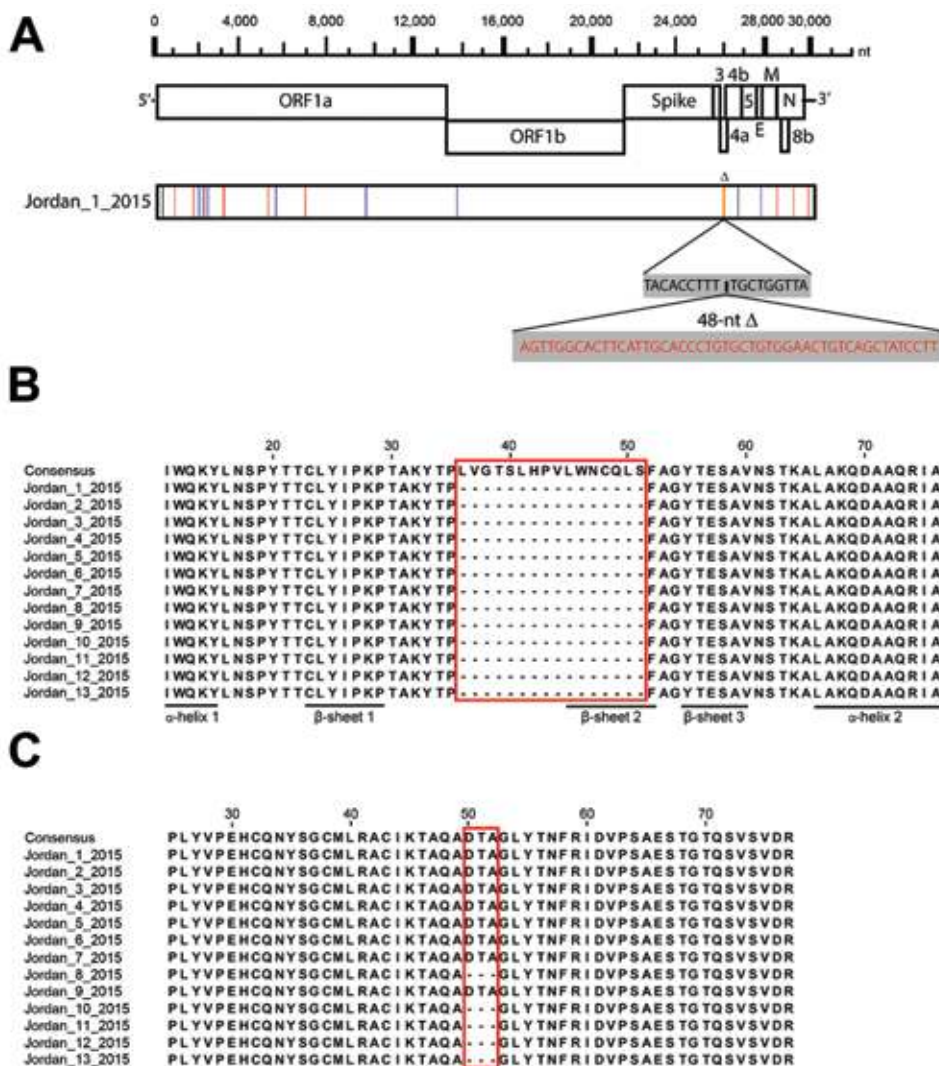 A
0 4,000 8,000 12,000 16,000 20,000 24,000 28,000 30,000
nt
3 4b M
5'- ORF1a Spike 5 N 3'
ORF1b 4a E 8b
Δ
Jordan_1_2015
TACACCTTT TGCTGGTTA
48-nt Δ
AGTTGGCACTTCATTGCACCCTGTGCTGTGGAACTGTCAGCTATCCTT
B
20 30 40 50 60 70
Consensus IWQKYLNSPYTTCLYIPKPTAKYTPLVGTSLHPVLWNCQLSFAGYTESAVNSTKALAKQDAAQRIA
Jordan_1_2015 IWQKYLNSPYTTCLYIPKPTAKYTP----------------FAGYTESAVNSTKALAKQDAAQRIA
Jordan_2_2015 IWQKYLNSPYTTCLYIPKPTAKYTP----------------FAGYTESAVNSTKALAKQDAAQRIA
Jordan_3_2015 IWQKYLNSPYTTCLYIPKPTAKYTP----------------FAGYTESAVNSTKALAKQDAAQRIA
Jordan_4_2015 IWQKYLNSPYTTCLYIPKPTAKYTP----------------FAGYTESAVNSTKALAKQDAAQRIA
Jordan_5_2015 IWQKYLNSPYTTCLYIPKPTAKYTP----------------FAGYTESAVNSTKALAKQDAAQRIA
Jordan_6_2015 IWQKYLNSPYTTCLYIPKPTAKYTP----------------FAGYTESAVNSTKALAKQDAAQRIA
Jordan_7_2015 IWQKYLNSPYTTCLYIPKPTAKYTP----------------FAGYTESAVNSTKALAKQDAAQRIA
Jordan_8_2015 IWQKYLNSPYTTCLYIPKPTAKYTP----------------FAGYTESAVNSTKALAKQDAAQRIA
Jordan_9_2015 IWQKYLNSPYTTCLYIPKPTAKYTP----------------FAGYTESAVNSTKALAKQDAAQRIA
Jordan_10_2015 IWQKYLNSPYTTCLYIPKPTAKYTP----------------FAGYTESAVNSTKALAKQDAAQRIA
Jordan_11_2015 IWQKYLNSPYTTCLYIPKPTAKYTP----------------FAGYTESAVNSTKALAKQDAAQRIA
Jordan_12_2015 IWQKYLNSPYTTCLYIPKPTAKYTP----------------FAGYTESAVNSTKALAKQDAAQRIA
Jordan_13_2015 IWQKYLNSPYTTCLYIPKPTAKYTP----------------FAGYTESAVNSTKALAKQDAAQRIA
α-helix 1 β-sheet 1 β-sheet 2 β-sheet 3 α-helix 2
C
30 40 50 60 70
Consensus PLYVPEHCQNYSGCMLRACIKTAQADTAGLYTNFRIDVPSAESTGTQSVSVDR
Jordan_1_2015 PLYVPEHCQNYSGCMLRACIKTAQADTAGLYTNFRIDVPSAESTGTQSVSVDR
Jordan_2_2015 PLYVPEHCQNYSGCMLRACIKTAQADTAGLYTNFRIDVPSAESTGTQSVSVDR
Jordan_3_2015 PLYVPEHCQNYSGCMLRACIKTAQADTAGLYTNFRIDVPSAESTGTQSVSVDR
Jordan_4_2015 PLYVPEHCQNYSGCMLRACIKTAQADTAGLYTNFRIDVPSAESTGTQSVSVDR
Jordan_5_2015 PLYVPEHCQNYSGCMLRACIKTAQADTAGLYTNFRIDVPSAESTGTQSVSVDR
Jordan_6_2015 PLYVPEHCQNYSGCMLRACIKTAQADTAGLYTNFRIDVPSAESTGTQSVSVDR
Jordan_7_2015 PLYVPEHCQNYSGCMLRACIKTAQADTAGLYTNFRIDVPSAESTGTQSVSVDR
Jordan_8_2015 PLYVPEHCQNYSGCMLRACIKTAQA---GLYTNFRIDVPSAESTGTQSVSVDR
Jordan_9_2015 PLYVPEHCQNYSGCMLRACIKTAQADTAGLYTNFRIDVPSAESTGTQSVSVDR
Jordan_10_2015 PLYVPEHCQNYSGCMLRACIKTAQA---GLYTNFRIDVPSAESTGTQSVSVDR
Jordan_11_2015 PLYVPEHCQNYSGCMLRACIKTAQA---GLYTNFRIDVPSAESTGTQSVSVDR
Jordan_12_2015 PLYVPEHCQNYSGCMLRACIKTAQA---GLYTNFRIDVPSAESTGTQSVSVDR
Jordan_13_2015 PLYVPEHCQNYSGCMLRACIKTAQA---GLYTNFRIDVPSAESTGTQSVSVDR